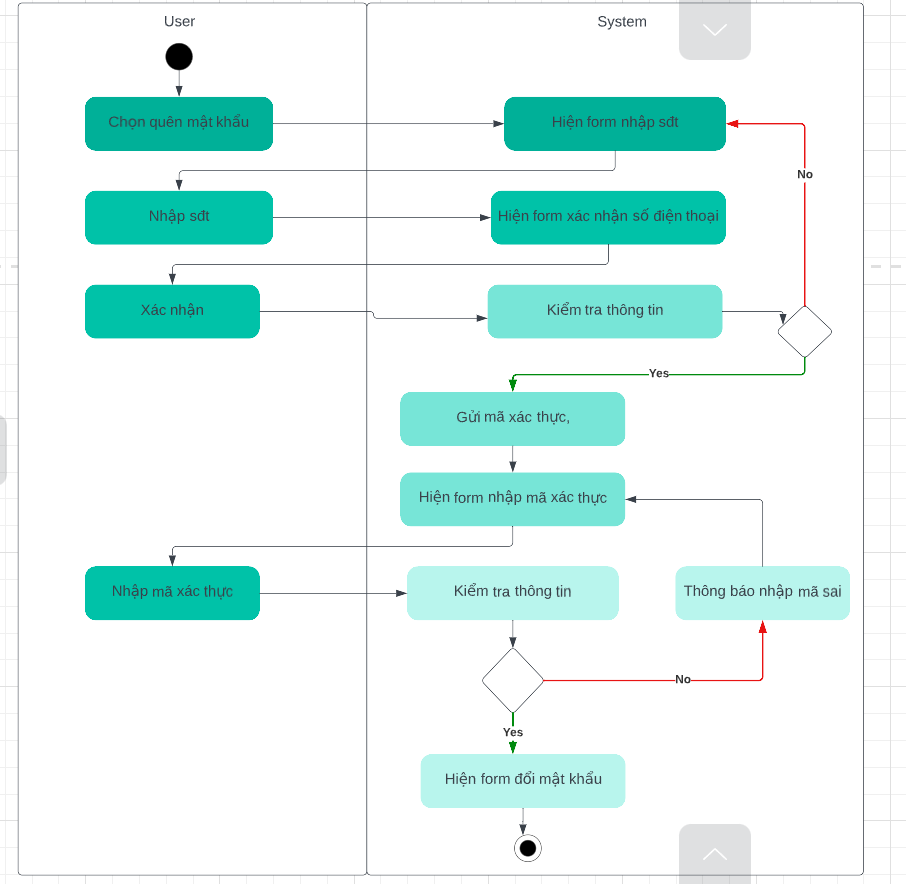 User
System
Chọn quên mật khẩu
Hiện form nhập sđt
No
Nhập sđt
Hiện form xác nhận số điện thoại
Xác nhận
Kiểm tra thông tin
Yes
Gửi mã xác thực,
Hiện form nhập mã xác thực
Nhập mã xác thực
Kiểm tra thông tin
Thông báo nhập mã sai
No
Yes
Hiện form đổi mật khẩu